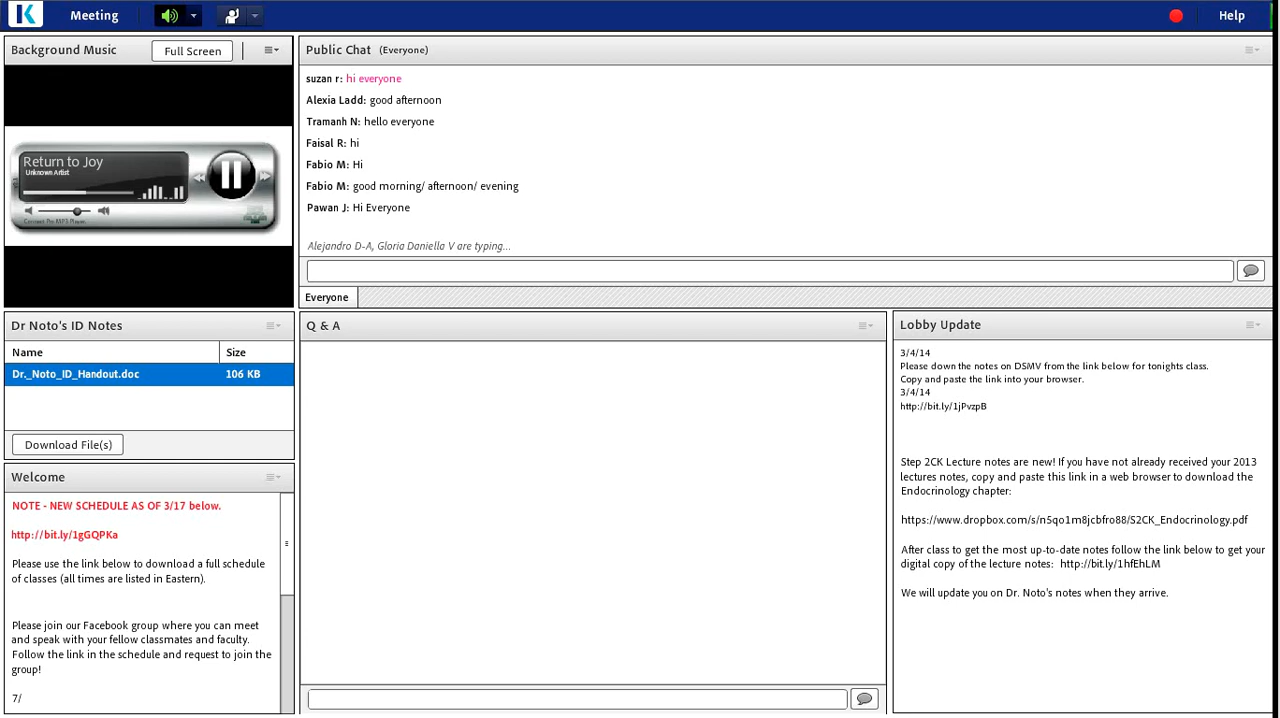 K
Meeting
Help
Background Music
Full Screen
Return to Joy
Unknown Artist
Connect Pro MP3 Player
Public Chat (Everyone)
suzan r: hi everyone
Alexia Ladd: good afternoon
Tramanh N: hello everyone
Faisal R: hi
Fabio M: Hi
Fabio M: good morning/ afternoon/ evening
Pawan J: Hi Everyone
Alejandro D-A, Gloria Daniella V are typing...
Everyone
Dr Noto's ID Notes
Name Size
Dr._Noto_ID_Handout.doc 106 KB
Download File(s)
Welcome
NOTE - NEW SCHEDULE AS OF 3/17 below.
http://bit.ly/1gGQPKa
Please use the link below to download a full schedule
of classes (all times are listed in Eastern).
Please join our Facebook group where you can meet
and speak with your fellow classmates and faculty.
Follow the link in the schedule and request to join the
group!
7/
Q & A
Lobby Update
3/4/14
Please down the notes on DSMV from the link below for tonights class.
Copy and paste the link into your browser.
3/4/14
http://bit.ly/1jPvzpB
Step 2CK Lecture notes are new! If you have not already received your 2013
lectures notes, copy and paste this link in a web browser to download the
Endocrinology chapter:
https://www.dropbox.com/s/n5qo1m8jcbfro88/S2CK_Endocrinology.pdf
After class to get the most up-to-date notes follow the link below to get your
digital copy of the lecture notes: http://bit.ly/1hfEhLM
We will update you on Dr. Noto's notes when they arrive.